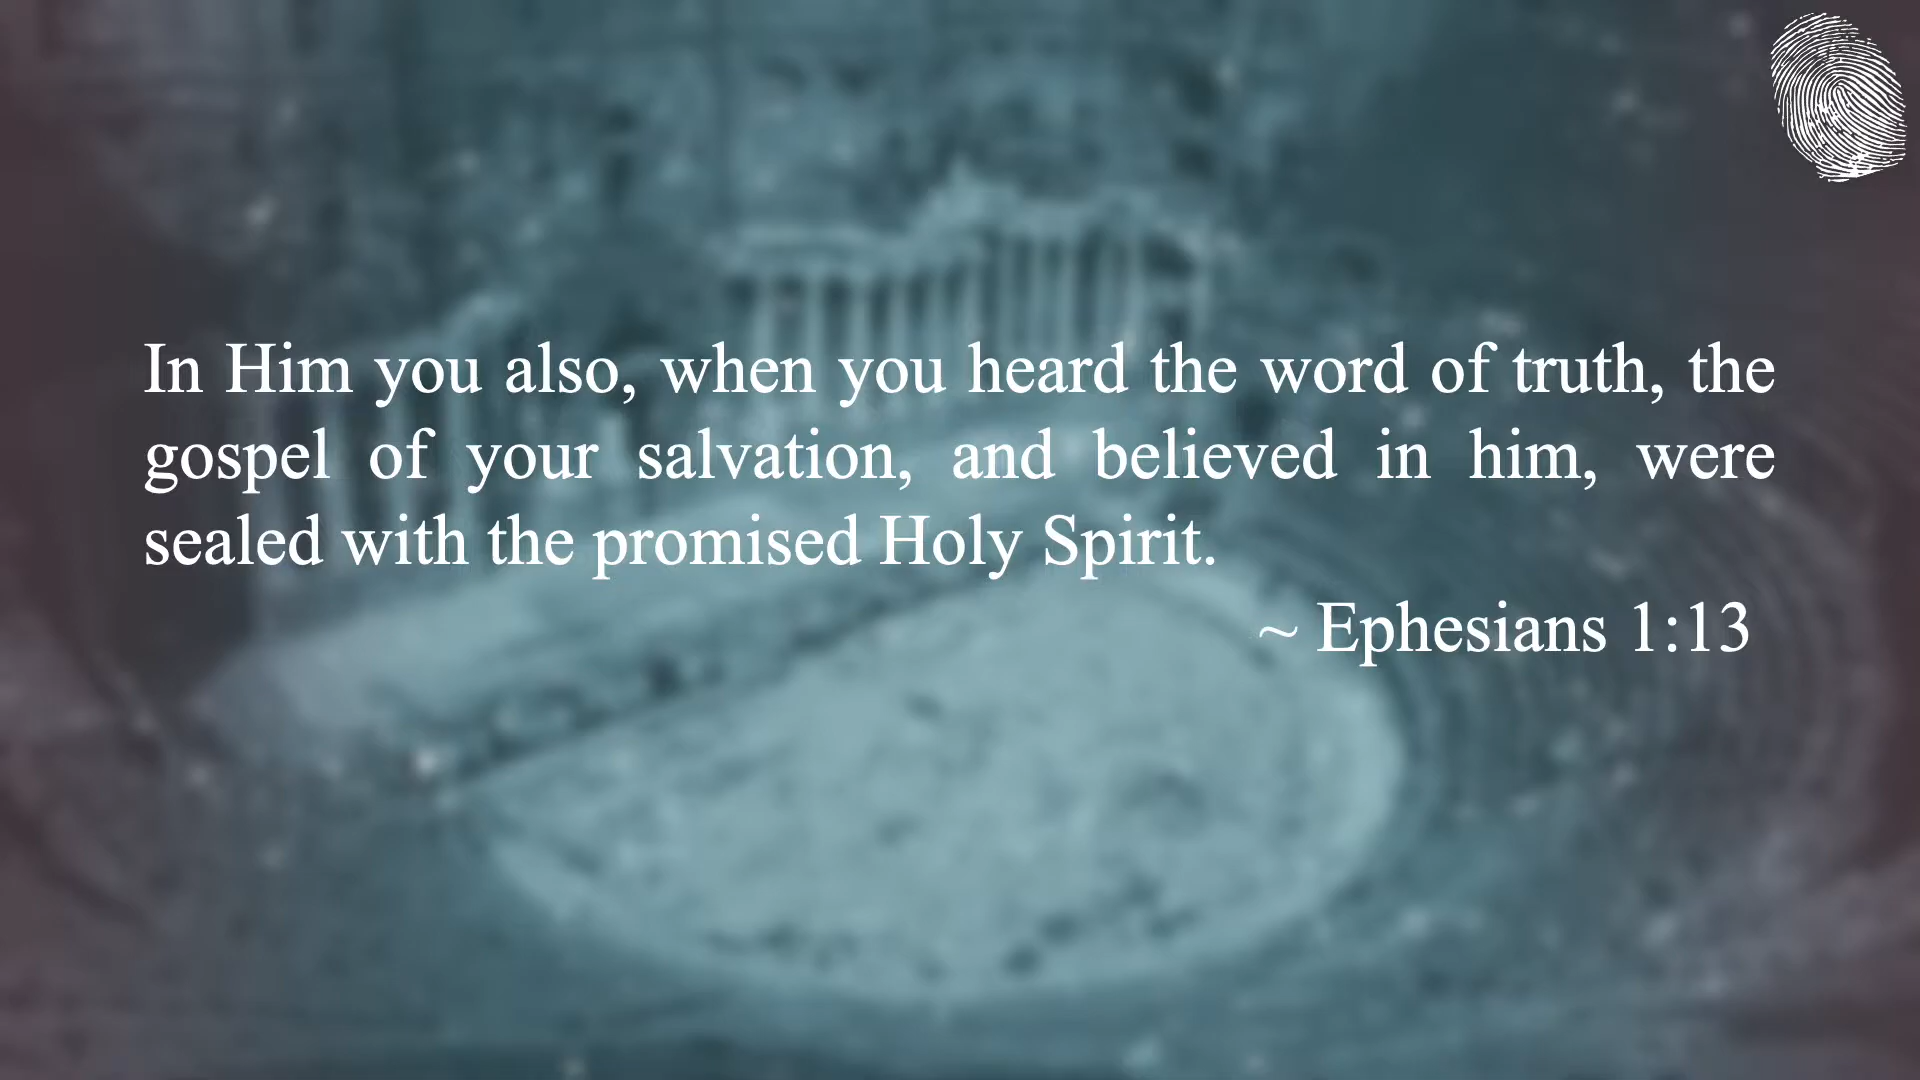 In Him you also, when you heard the word of truth, the
gospel of your salvation, and believed in him, were
sealed with the promised Holy Spirit.
~ Ephesians 1:13